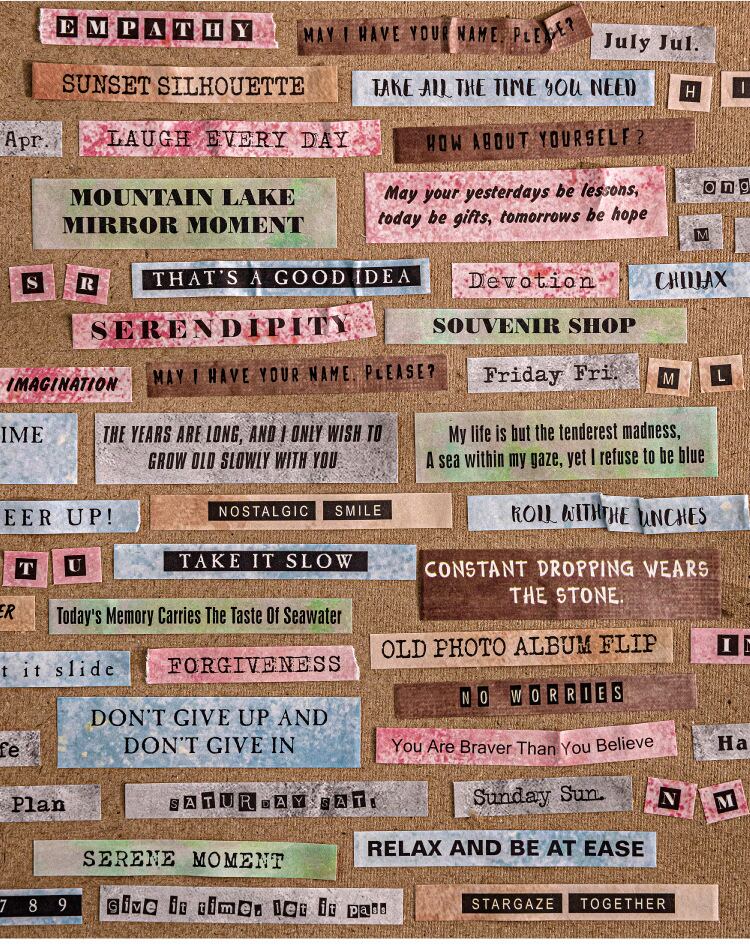 EMPATHY
MAY I HAVE YOUR NAME, PLEASE?
July Jul.
SUNSET SILHOUETTE
TAKE ALL THE TIME YOU NEED
H I
Apr.
LAUGH EVERY DAY
HOW ABOUT YOURSELF?
MOUNTAIN LAKE
MIRROR MOMENT
May your yesterdays be lessons,
today be gifts, tomorrows be hope
ong
M
S R
THAT'S A GOOD IDEA
Devotion
CHILLAX
SERENDIPITY
SOUVENIR SHOP
IMAGINATION
MAY I HAVE YOUR NAME, PLEASE?
Friday Fri.
M L
IME
THE YEARS ARE LONG, AND I ONLY WISH TO
GROW OLD SLOWLY WITH YOU
My life is but the tenderest madness,
A sea within my gaze, yet I refuse to be blue
EER UP!
NOSTALGIC SMILE
ROLL WITH THE PUNCHES
T U
TAKE IT SLOW
CONSTANT DROPPING WEARS
THE STONE.
ER
Today's Memory Carries The Taste Of Seawater
OLD PHOTO ALBUM FLIP
IN
t it slide
FORGIVENESS
NO WORRIES
DON'T GIVE UP AND
DON'T GIVE IN
fe
You Are Braver Than You Believe
Ha
Plan
SATURDAY SAT.
Sunday Sun.
N M
SERENE MOMENT
RELAX AND BE AT EASE
7 8 9
Give it time, let it pass
STARGAZE TOGETHER